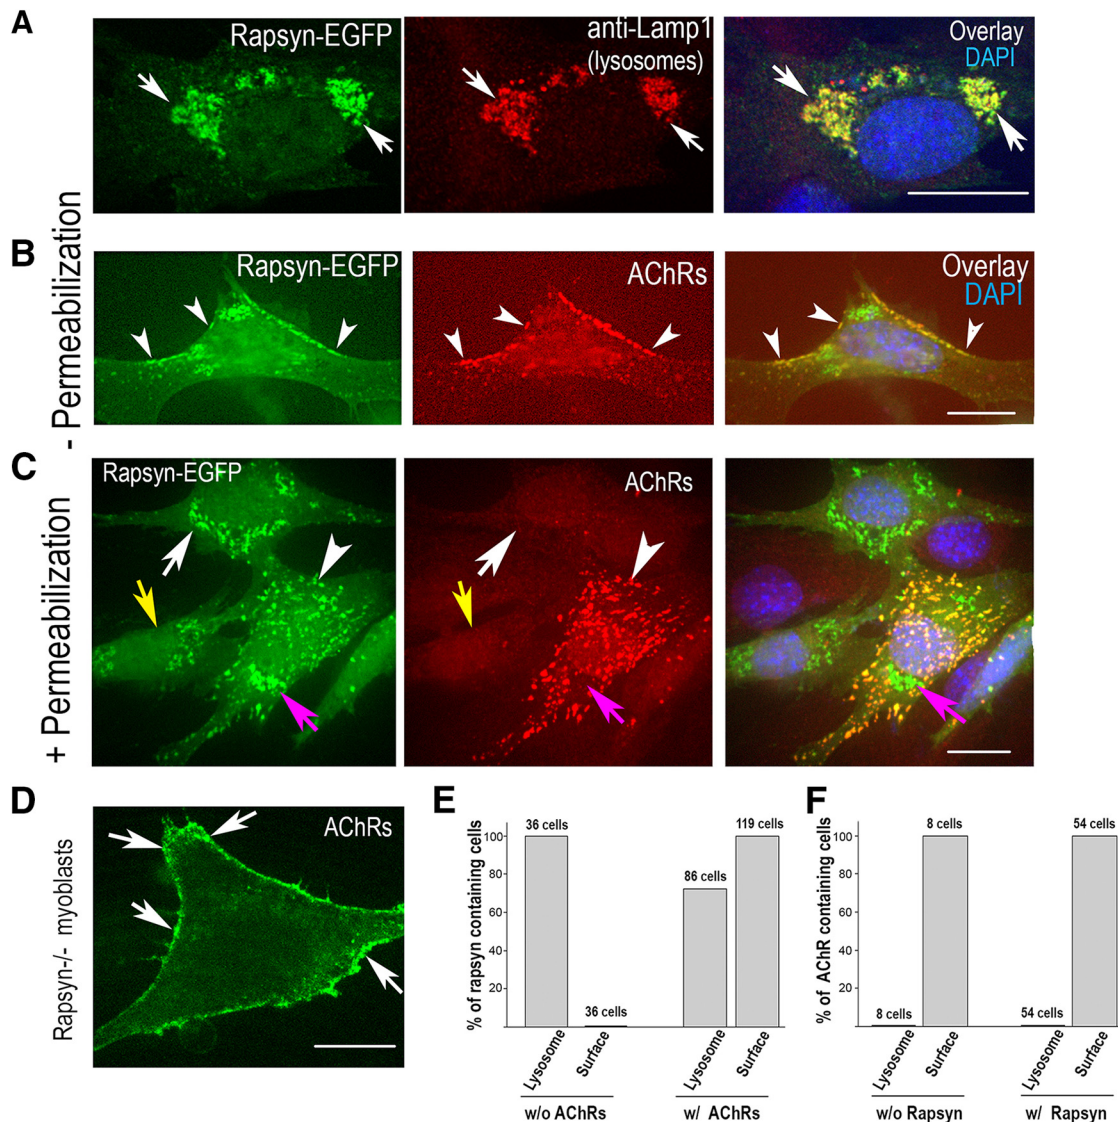 A
Rapsyn-EGFP
anti-Lamp1
(lysosomes)
Overlay
DAPI
- Permeabilization
B
Rapsyn-EGFP
AChRs
Overlay
DAPI
+ Permeabilization
C
Rapsyn-EGFP
AChRs
D
Rapsyn-/- myoblasts
AChRs
E
% of rapsyn containing cells
100
80
60
40
20
36 cells
36 cells
86 cells
119 cells
Lysosome
Surface
Lysosome
Surface
w/o AChRs
w/ AChRs
F
% of AChR containing cells
100
80
60
40
20
8 cells
8 cells
54 cells
54 cells
Lysosome
Surface
Lysosome
Surface
w/o Rapsyn
w/ Rapsyn